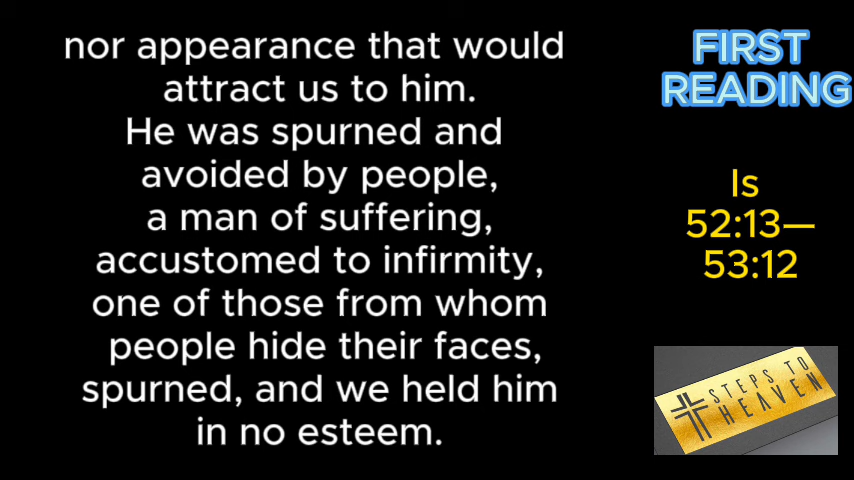 nor appearance that would
attract us to him.
He was spurned and
avoided by people,
a man of suffering,
accustomed to infirmity,
one of those from whom
people hide their faces,
spurned, and we held him
in no esteem.
FIRST
READING
Is
52:13—
53:12
STEPS TO
HEAVEN